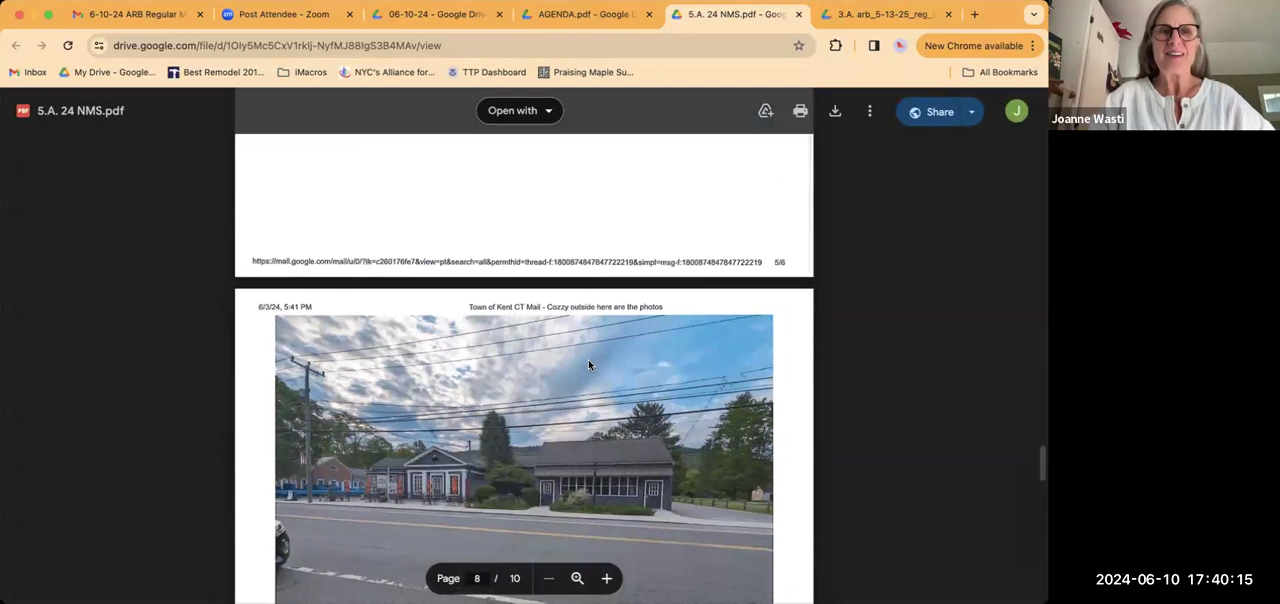 6-10-24 ARB Regular M
Post Attendee - Zoom
06-10-24 - Google Driv
AGENDA.pdf - Google D
5.A. 24 NMS.pdf - Goog
3.A. arb_5-13-25_reg_
drive.google.com/file/d/1OIy5Mc5CxV1rkIj-NyfMJ88IgS3B4MAv/view
New Chrome available
Inbox
My Drive - Google...
Best Remodel 201...
iMacros
NYC's Alliance for...
TTP Dashboard
Praising Maple Su...
All Bookmarks
PDF
5.A. 24 NMS.pdf
Open with
Share
J
Joanne Wasti
https://mail.google.com/mail/u/0/?ik=c260176fe7&view=pt&search=all&permthid=thread-f:1800874847847722219&simpl=msg-f:1800874847847722219 5/6
6/3/24, 5:41 PM
Town of Kent CT Mail - Cozzy outside here are the photos
Page 8 / 10
2024-06-10 17:40:15